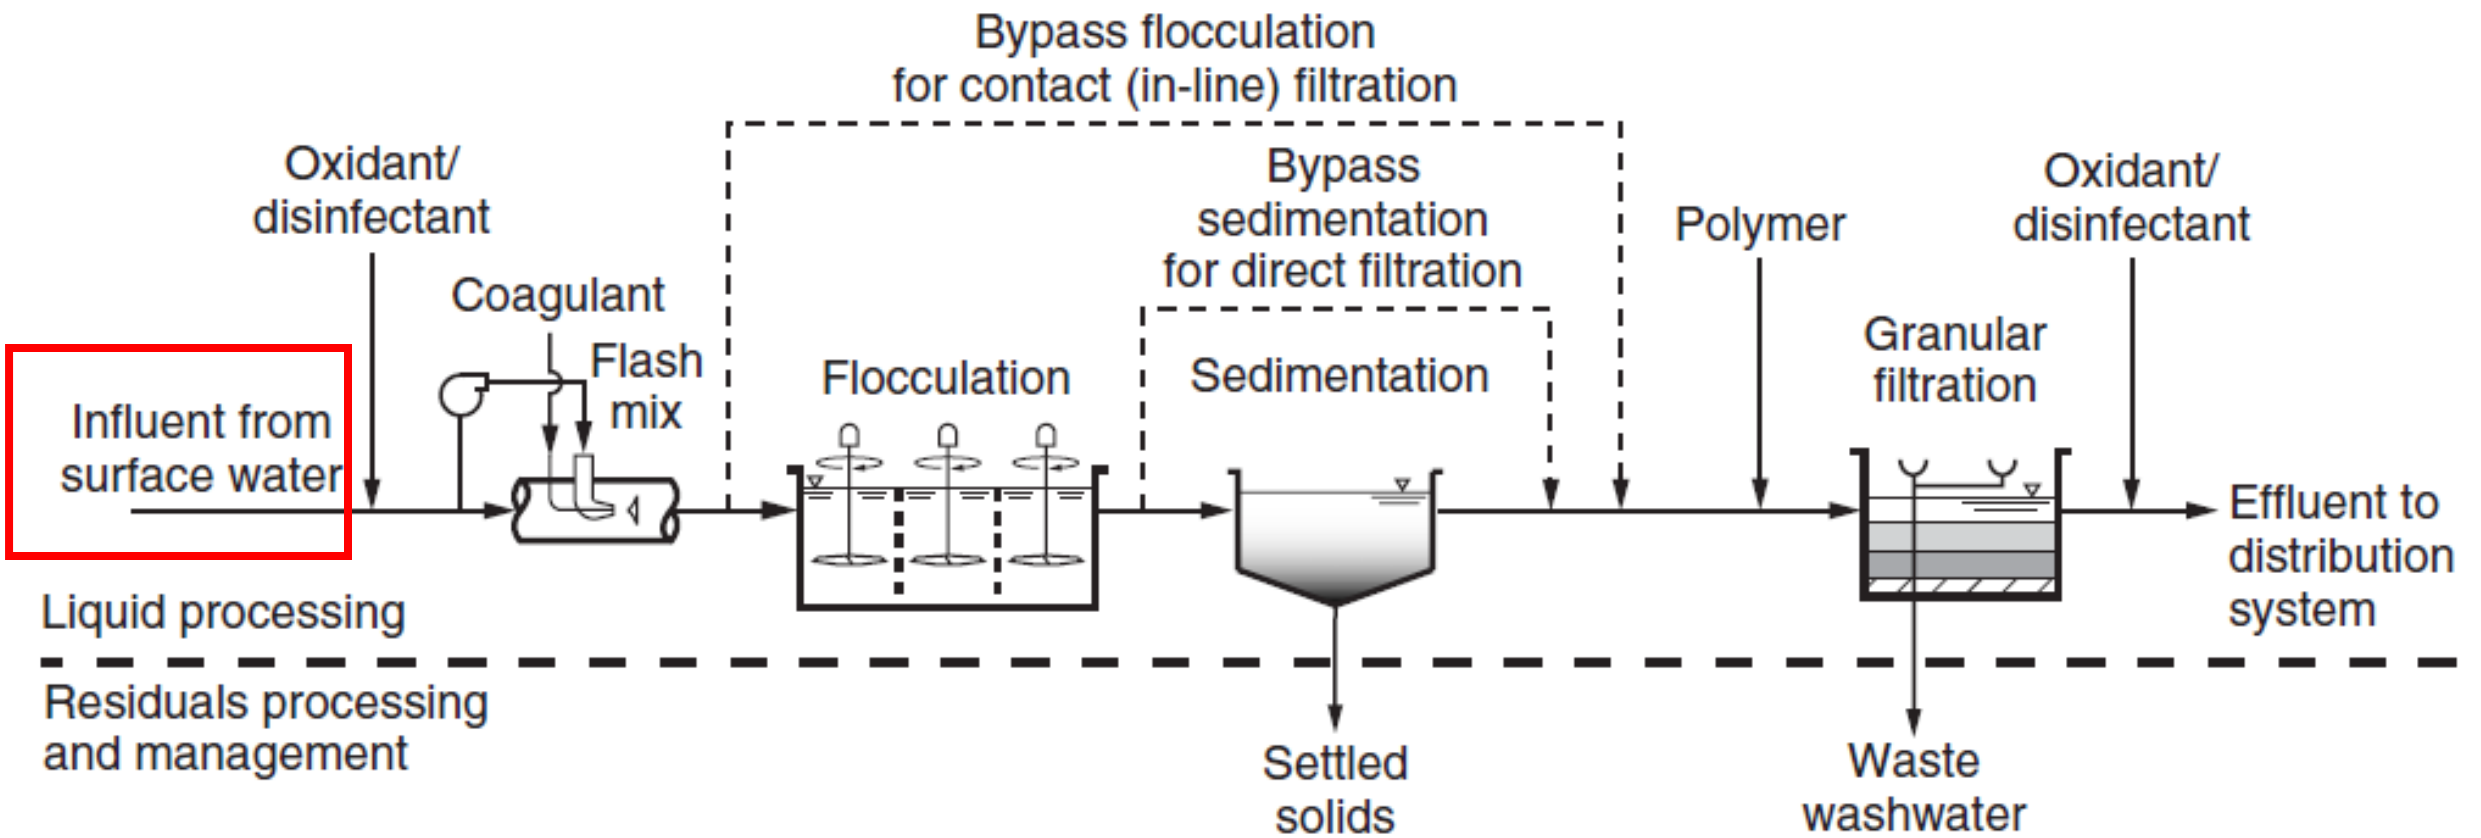 Bypass flocculation
for contact (in-line) filtration
Oxidant/
disinfectant
Bypass
sedimentation
for direct filtration
Polymer
Oxidant/
disinfectant
Coagulant
Flash
mix
Flocculation
Sedimentation
Granular
filtration
Influent from
surface water
Effluent to
distribution
system
Liquid processing
Residuals processing
and management
Settled
solids
Waste
washwater